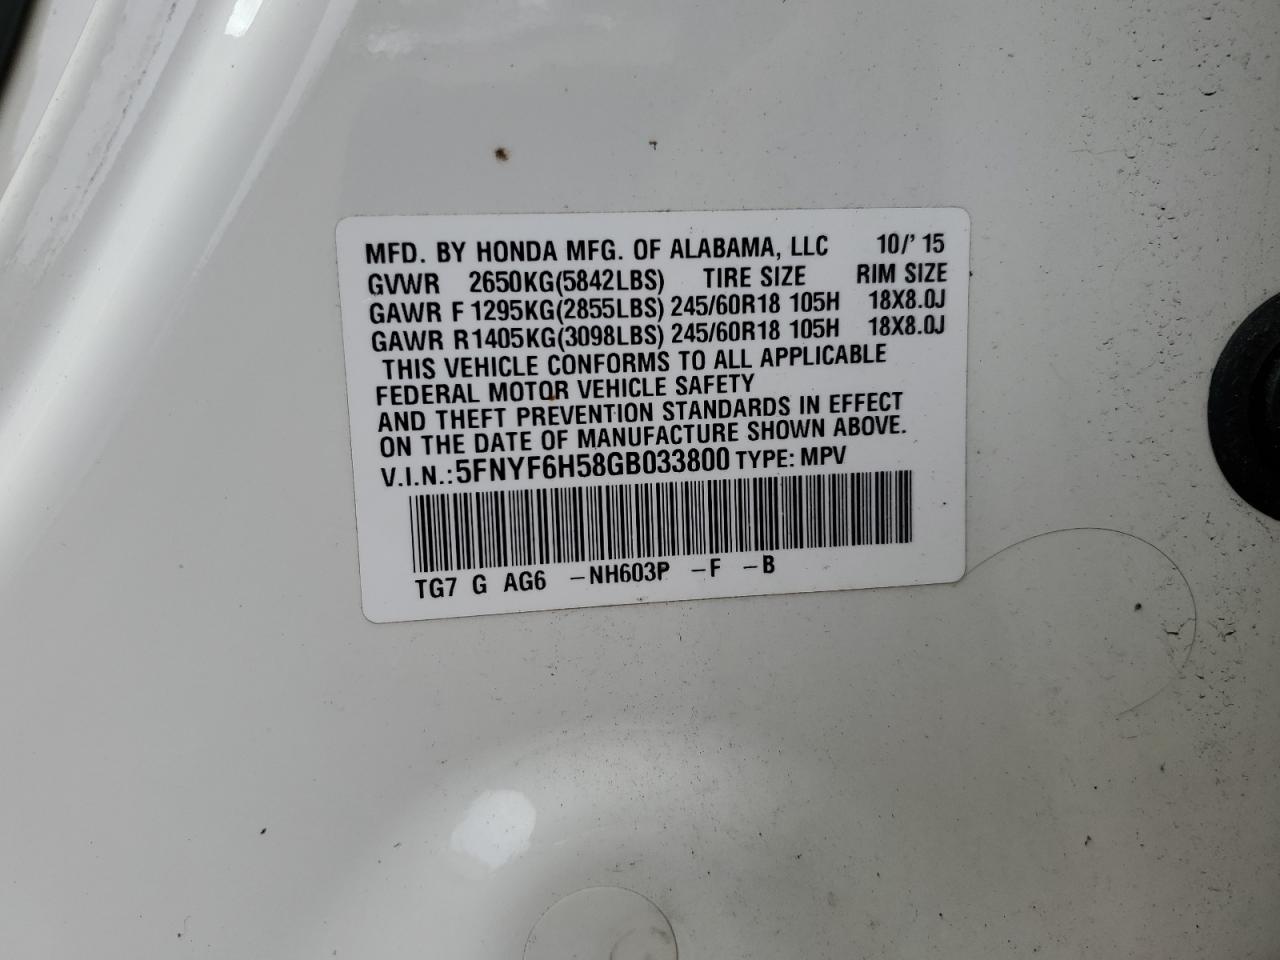 MFD. BY HONDA MFG. OF ALABAMA, LLC 10/' 15
GVWR 2650KG(5842LBS) TIRE SIZE RIM SIZE
GAWR F 1295KG(2855LBS) 245/60R18 105H 18X8.0J
GAWR R1405KG(3098LBS) 245/60R18 105H 18X8.0J
THIS VEHICLE CONFORMS TO ALL APPLICABLE
FEDERAL MOTOR VEHICLE SAFETY
AND THEFT PREVENTION STANDARDS IN EFFECT
ON THE DATE OF MANUFACTURE SHOWN ABOVE.
V.I.N.: 5FNYF6H58GB033800 TYPE: MPV
TG7 G AG6 -NH603P -F -B